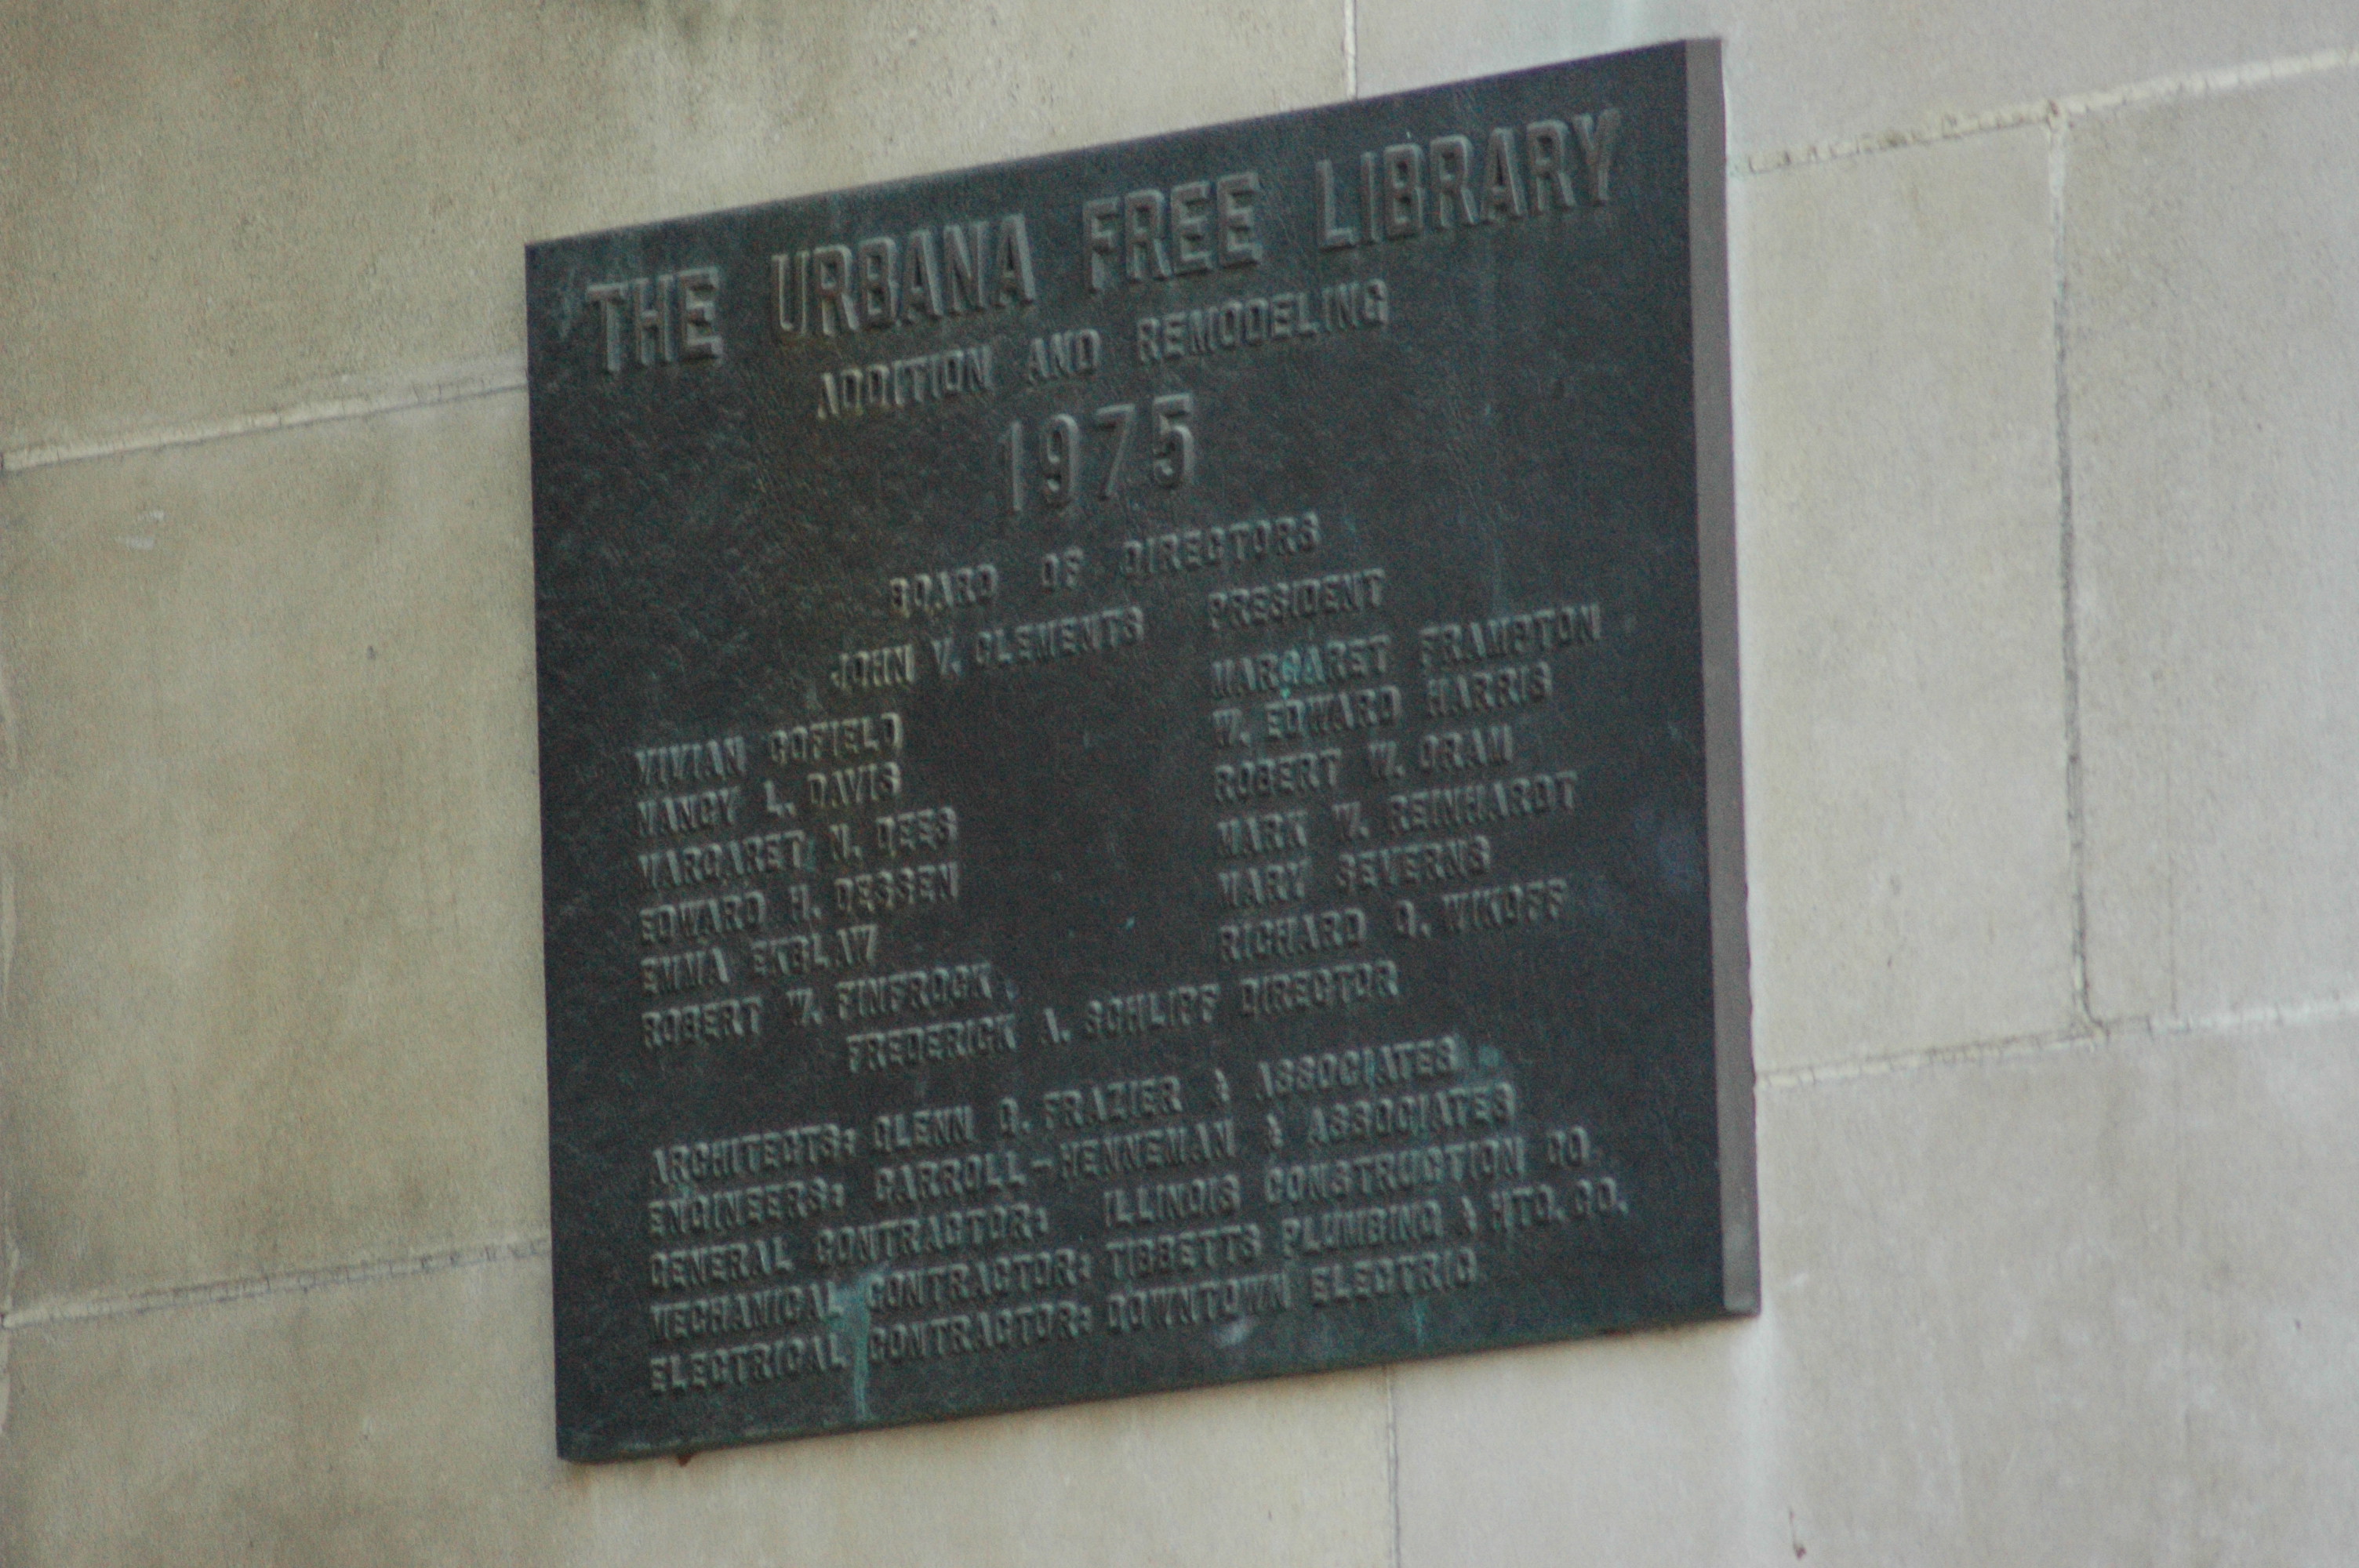 THE URBANA FREE LIBRARY
ADDITION AND REMODELING
1975
BOARD OF DIRECTORS
JOHN V. CLEMENTS PRESIDENT
VIVIAN COFIELD
NANCY L. DAVIS
MARGARET N. DEES
EDWARD H. DESSEN
EMMA EKBLAW
ROBERT W. FINFROCK
MARGARET FRAMPTON
W. EDWARD HARRIS
ROBERT W. ORAM
MARK W. REINHARDT
MARY SEVERNS
RICHARD G. WIKOFF
FREDERICK A. SCHLIPF DIRECTOR
ARCHITECTS: GLENN G. FRAZIER & ASSOCIATES
ENGINEERS: CARROLL-HENNEMAN & ASSOCIATES
GENERAL CONTRACTOR: ILLINOIS CONSTRUCTION CO.
MECHANICAL CONTRACTOR: TIBBETTS PLUMBING & HTG. CO.
ELECTRICAL CONTRACTOR: DOWNTOWN ELECTRIC